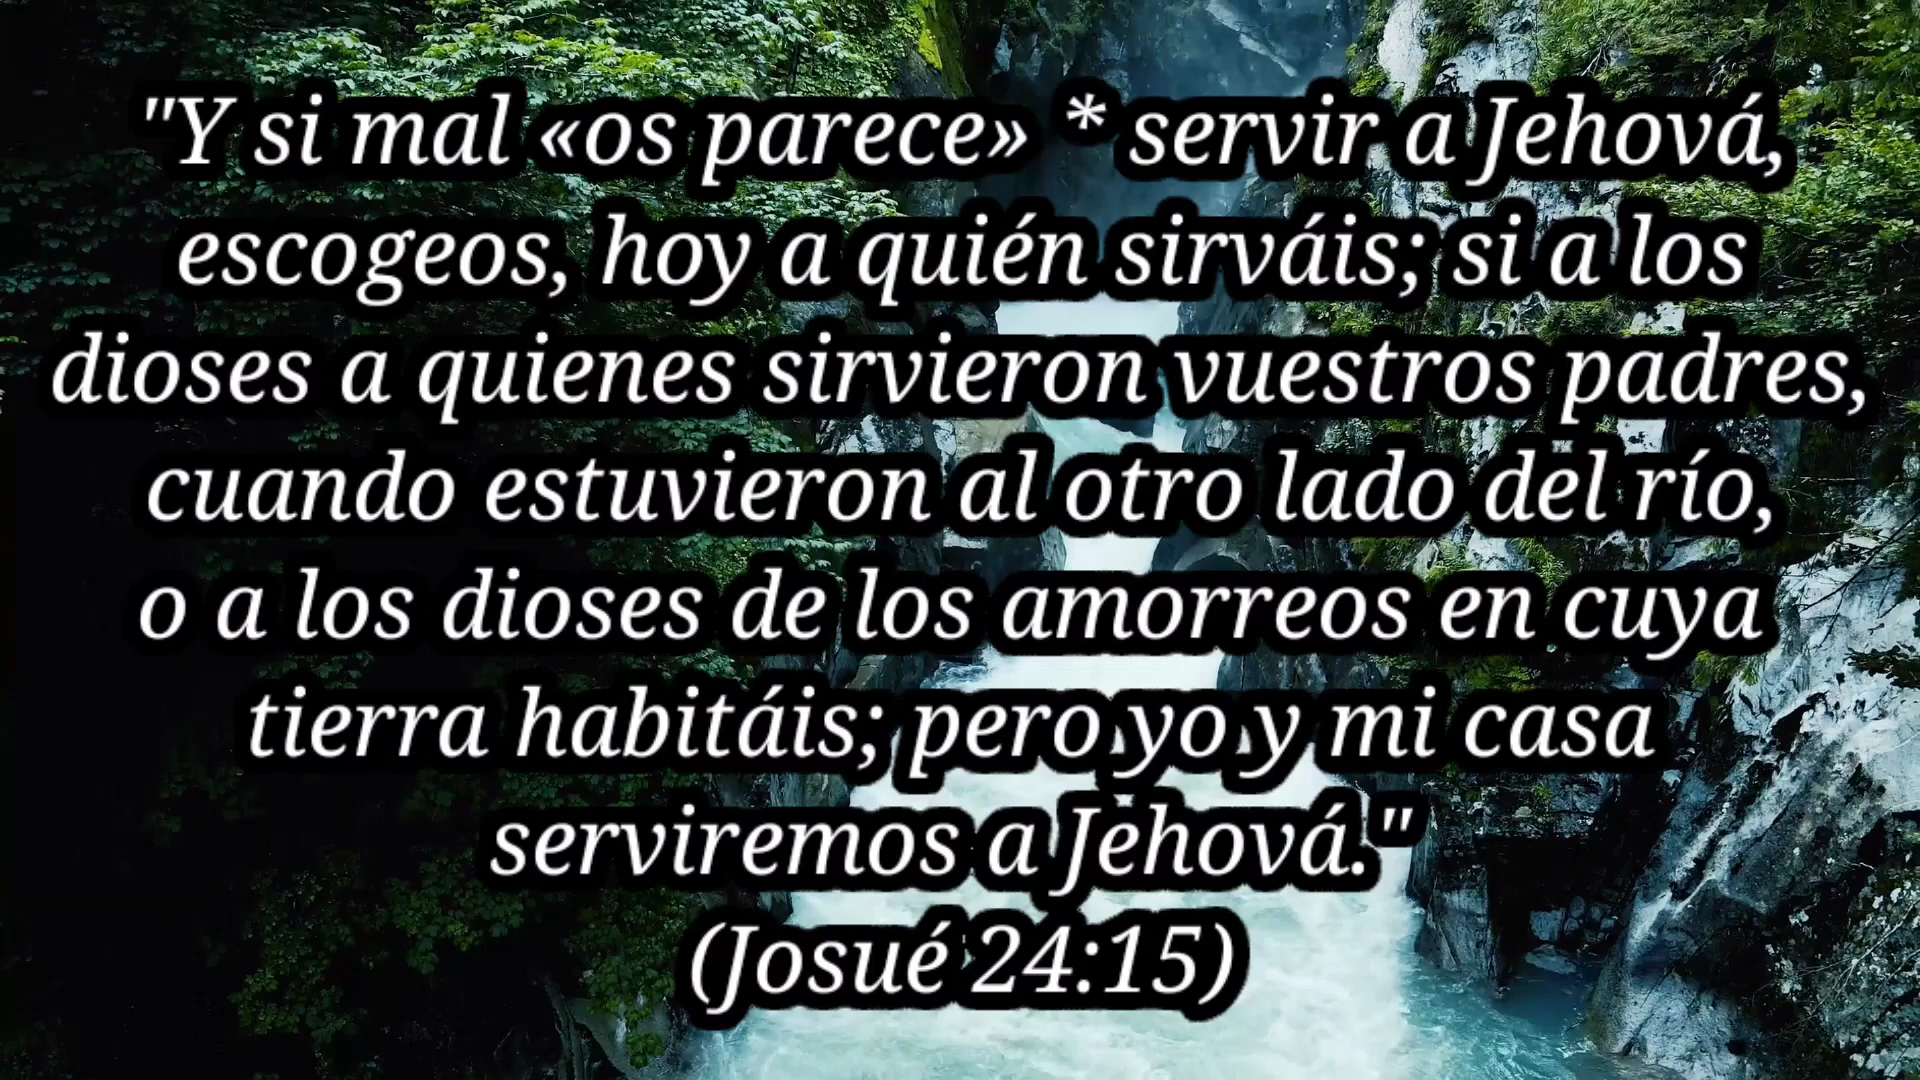 "Y si mal «os parece» * servir a Jehová,
escogeos, hoy a quién sirváis; si a los
dioses a quienes sirvieron vuestros padres,
cuando estuvieron al otro lado del río,
o a los dioses de los amorreos en cuya
tierra habitáis; pero yo y mi casa
serviremos a Jehová."
(Josué 24:15)